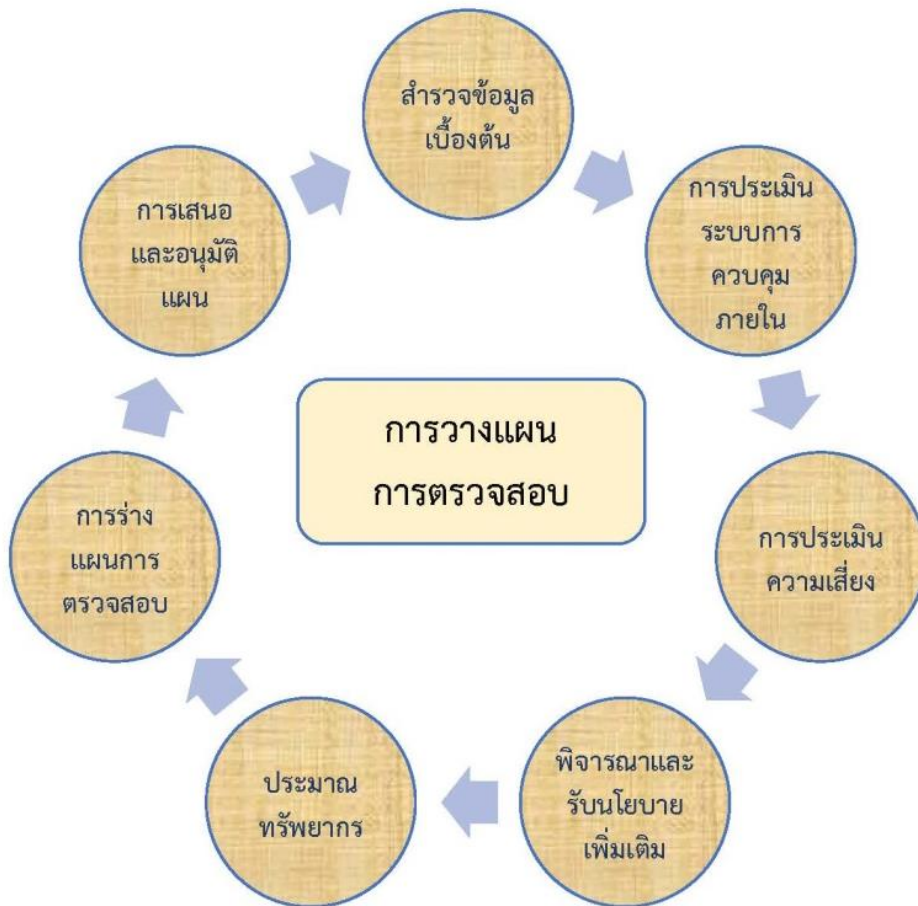 สำรวจข้อมูล
เบื้องต้น
การประเมิน
ระบบการ
ควบคุม
ภายใน
การประเมิน
ความเสี่ยง
พิจารณาและ
รับนโยบาย
เพิ่มเติม
ประมาณ
ทรัพยากร
การร่าง
แผนการ
ตรวจสอบ
การเสนอ
และอนุมัติ
แผน
การวางแผน
การตรวจสอบ